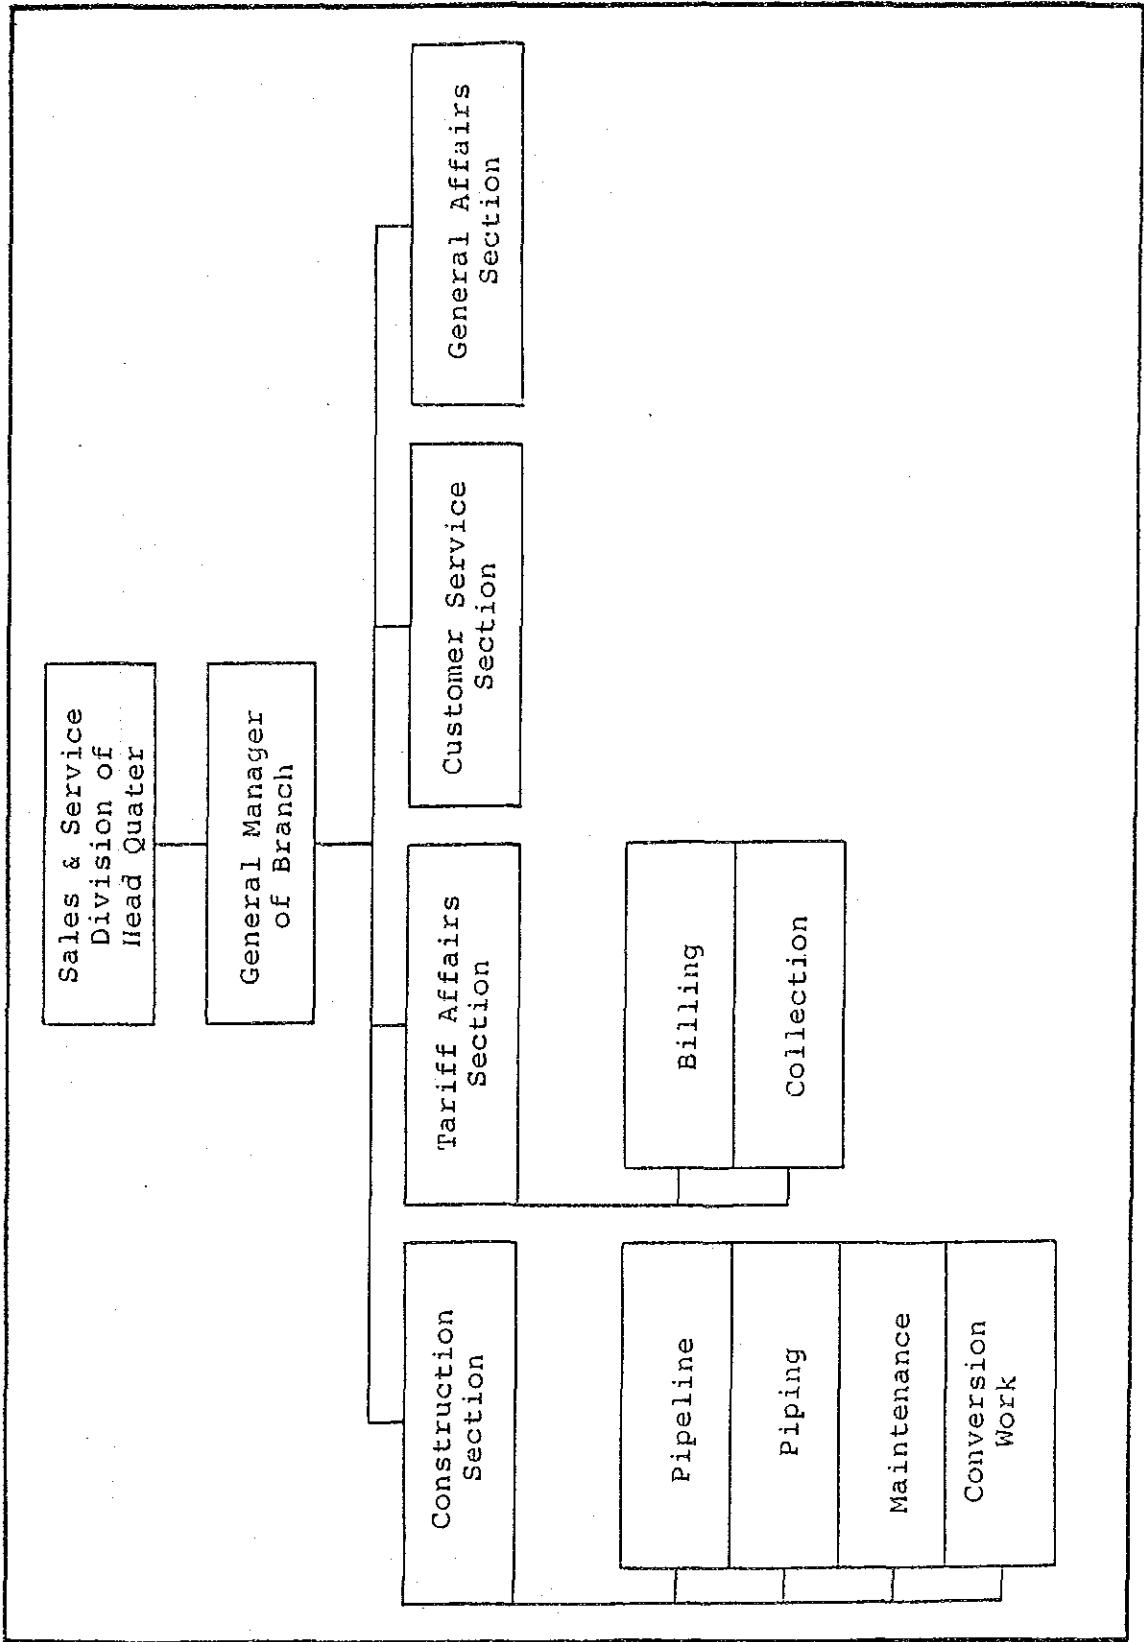 Sales & Service
Division of
Head Quater
General Manager
of Branch
Construction
Section
Tariff Affairs
Section
Customer Service
Section
General Affairs
Section
Pipeline
Piping
Maintenance
Conversion
Work
Billing
Collection